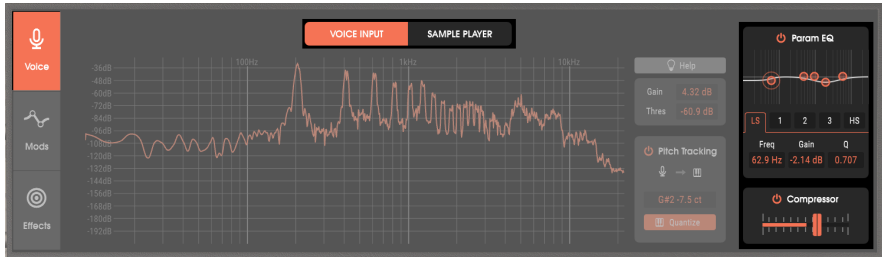 VOICE INPUT
SAMPLE PLAYER
Voice
Mods
Effects
100Hz
1kHz
10kHz
-36dB
-48dB
-60dB
-72dB
-84dB
-96dB
-120dB
-132dB
-144dB
-156dB
-168dB
-180dB
-192dB
Help
Gain 4.32 dB
Thres -60.9 dB
Pitch Tracking
G#2 -7.5 ct
Quantize
Param EQ
LS 1 2 3 HS
Freq Gain Q
62.9 Hz -2.14 dB 0.707
Compressor